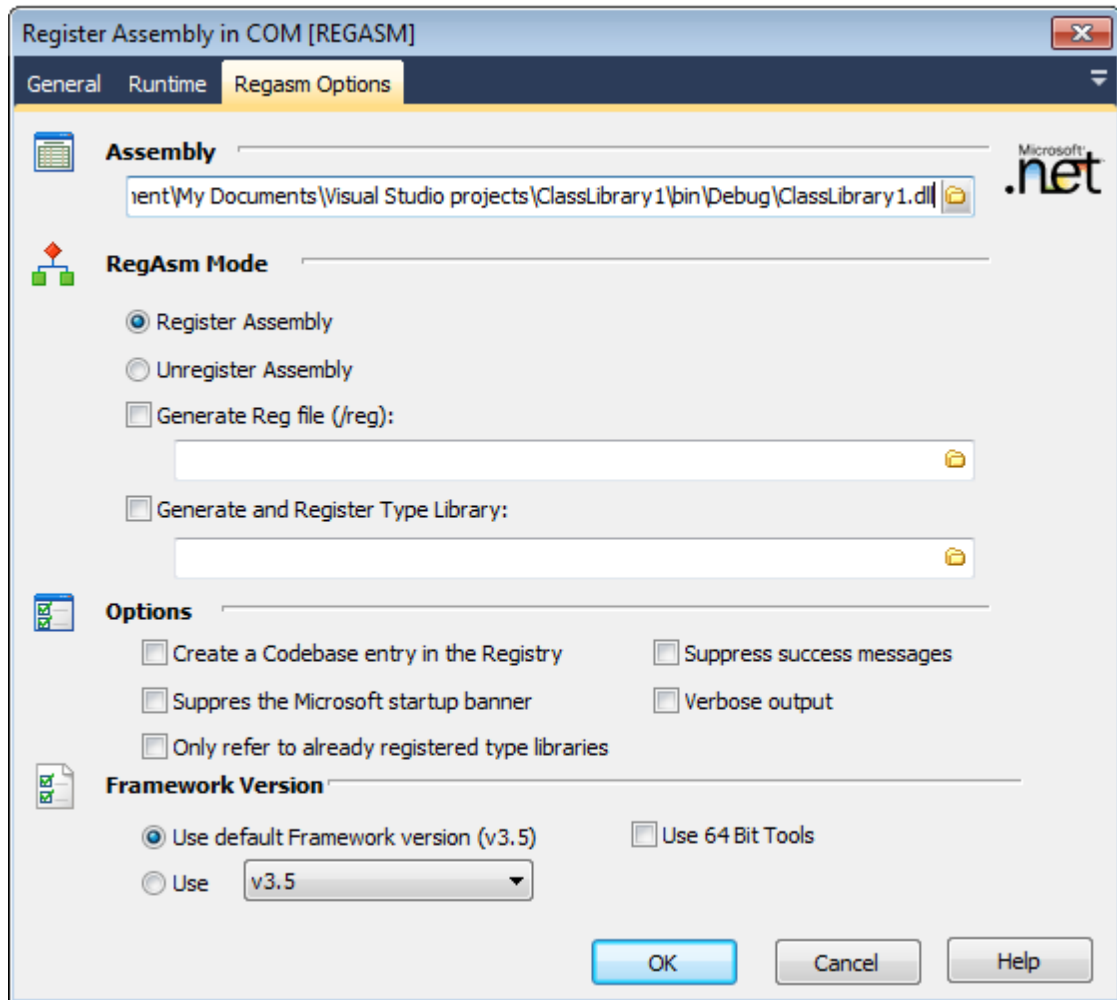 Register Assembly in COM [REGASM]
General Runtime Regasm Options
Assembly
Microsoft
.net
\My Documents\Visual Studio projects\ClassLibrary1\bin\Debug\ClassLibrary1.dll
RegAsm Mode
Register Assembly
Unregister Assembly
Generate Reg file (/reg):
Generate and Register Type Library:
Options
Create a Codebase entry in the Registry Suppress success messages
Suppres the Microsoft startup banner Verbose output
Only refer to already registered type libraries
Framework Version
Use default Framework version (v3.5) Use 64 Bit Tools
Use v3.5
OK Cancel Help